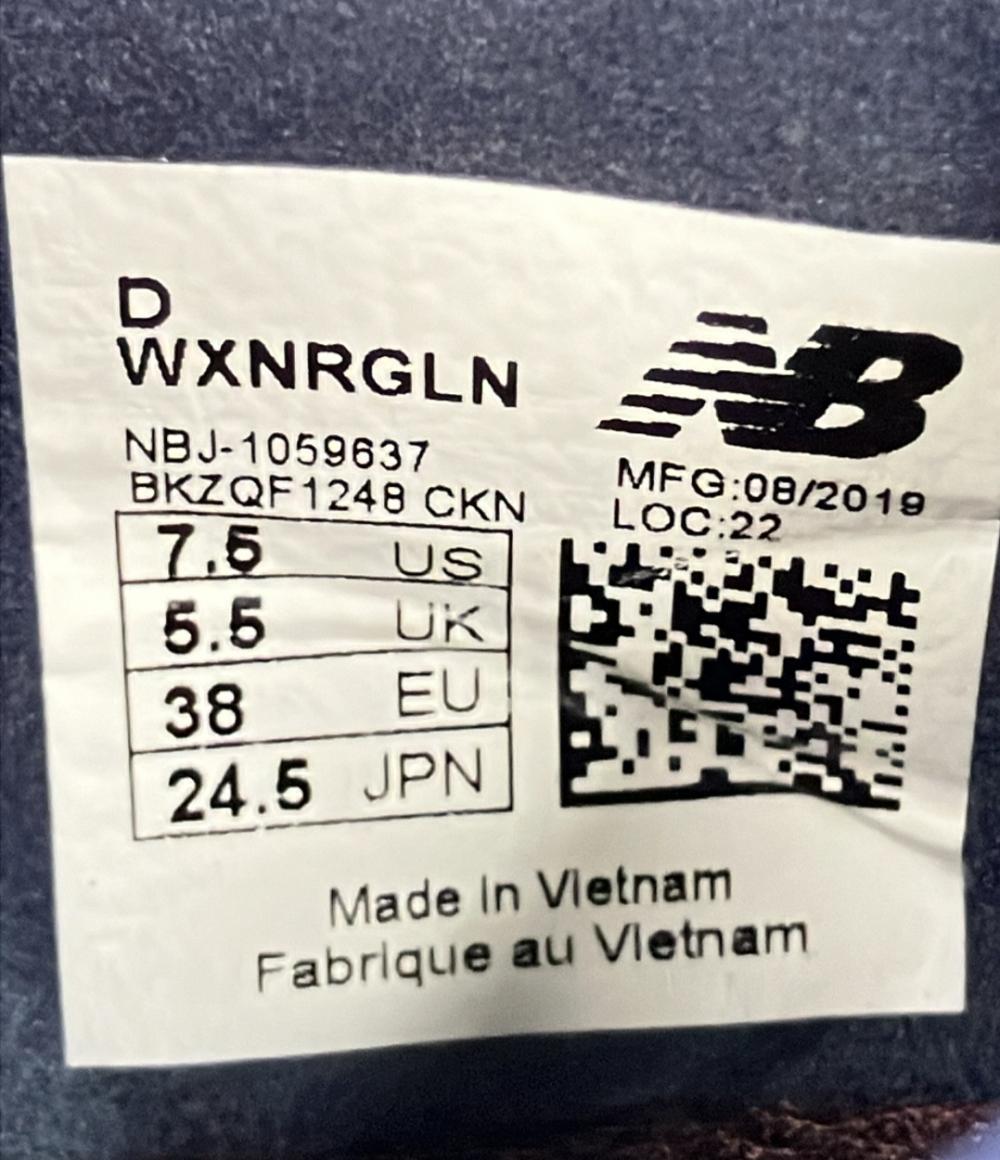 D
WXNRGLN
NB
NBJ-1059637
BKZQF1248 CKN
MFG:08/2019
LOC:22
7.5 US
5.5 UK
38 EU
24.5 JPN
Made in Vietnam
Fabrique au Vietnam